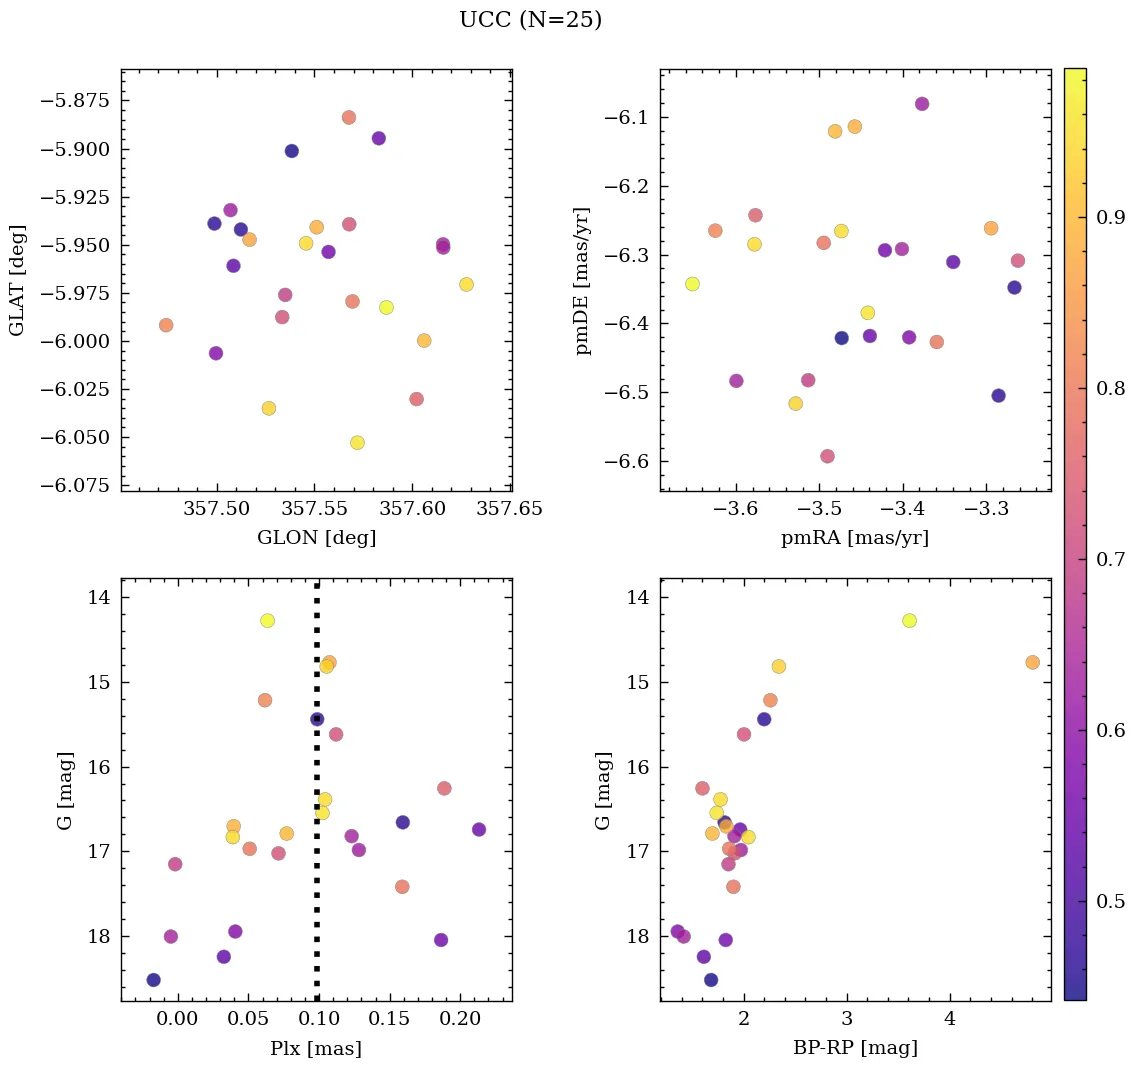 UCC (N=25)
−5.875
−5.900
−5.925
−5.950
−5.975
−6.000
−6.025
−6.050
−6.075
GLAT [deg]
357.50 357.55 357.60 357.65
GLON [deg]
−6.1
−6.2
−6.3
−6.4
−6.5
−6.6
pmDE [mas/yr]
−3.6 −3.5 −3.4 −3.3
pmRA [mas/yr]
14
15
16
17
18
G [mag]
0.00 0.05 0.10 0.15 0.20
Plx [mas]
14
15
16
17
18
G [mag]
2 3 4
BP-RP [mag]
0.9
0.8
0.7
0.6
0.5